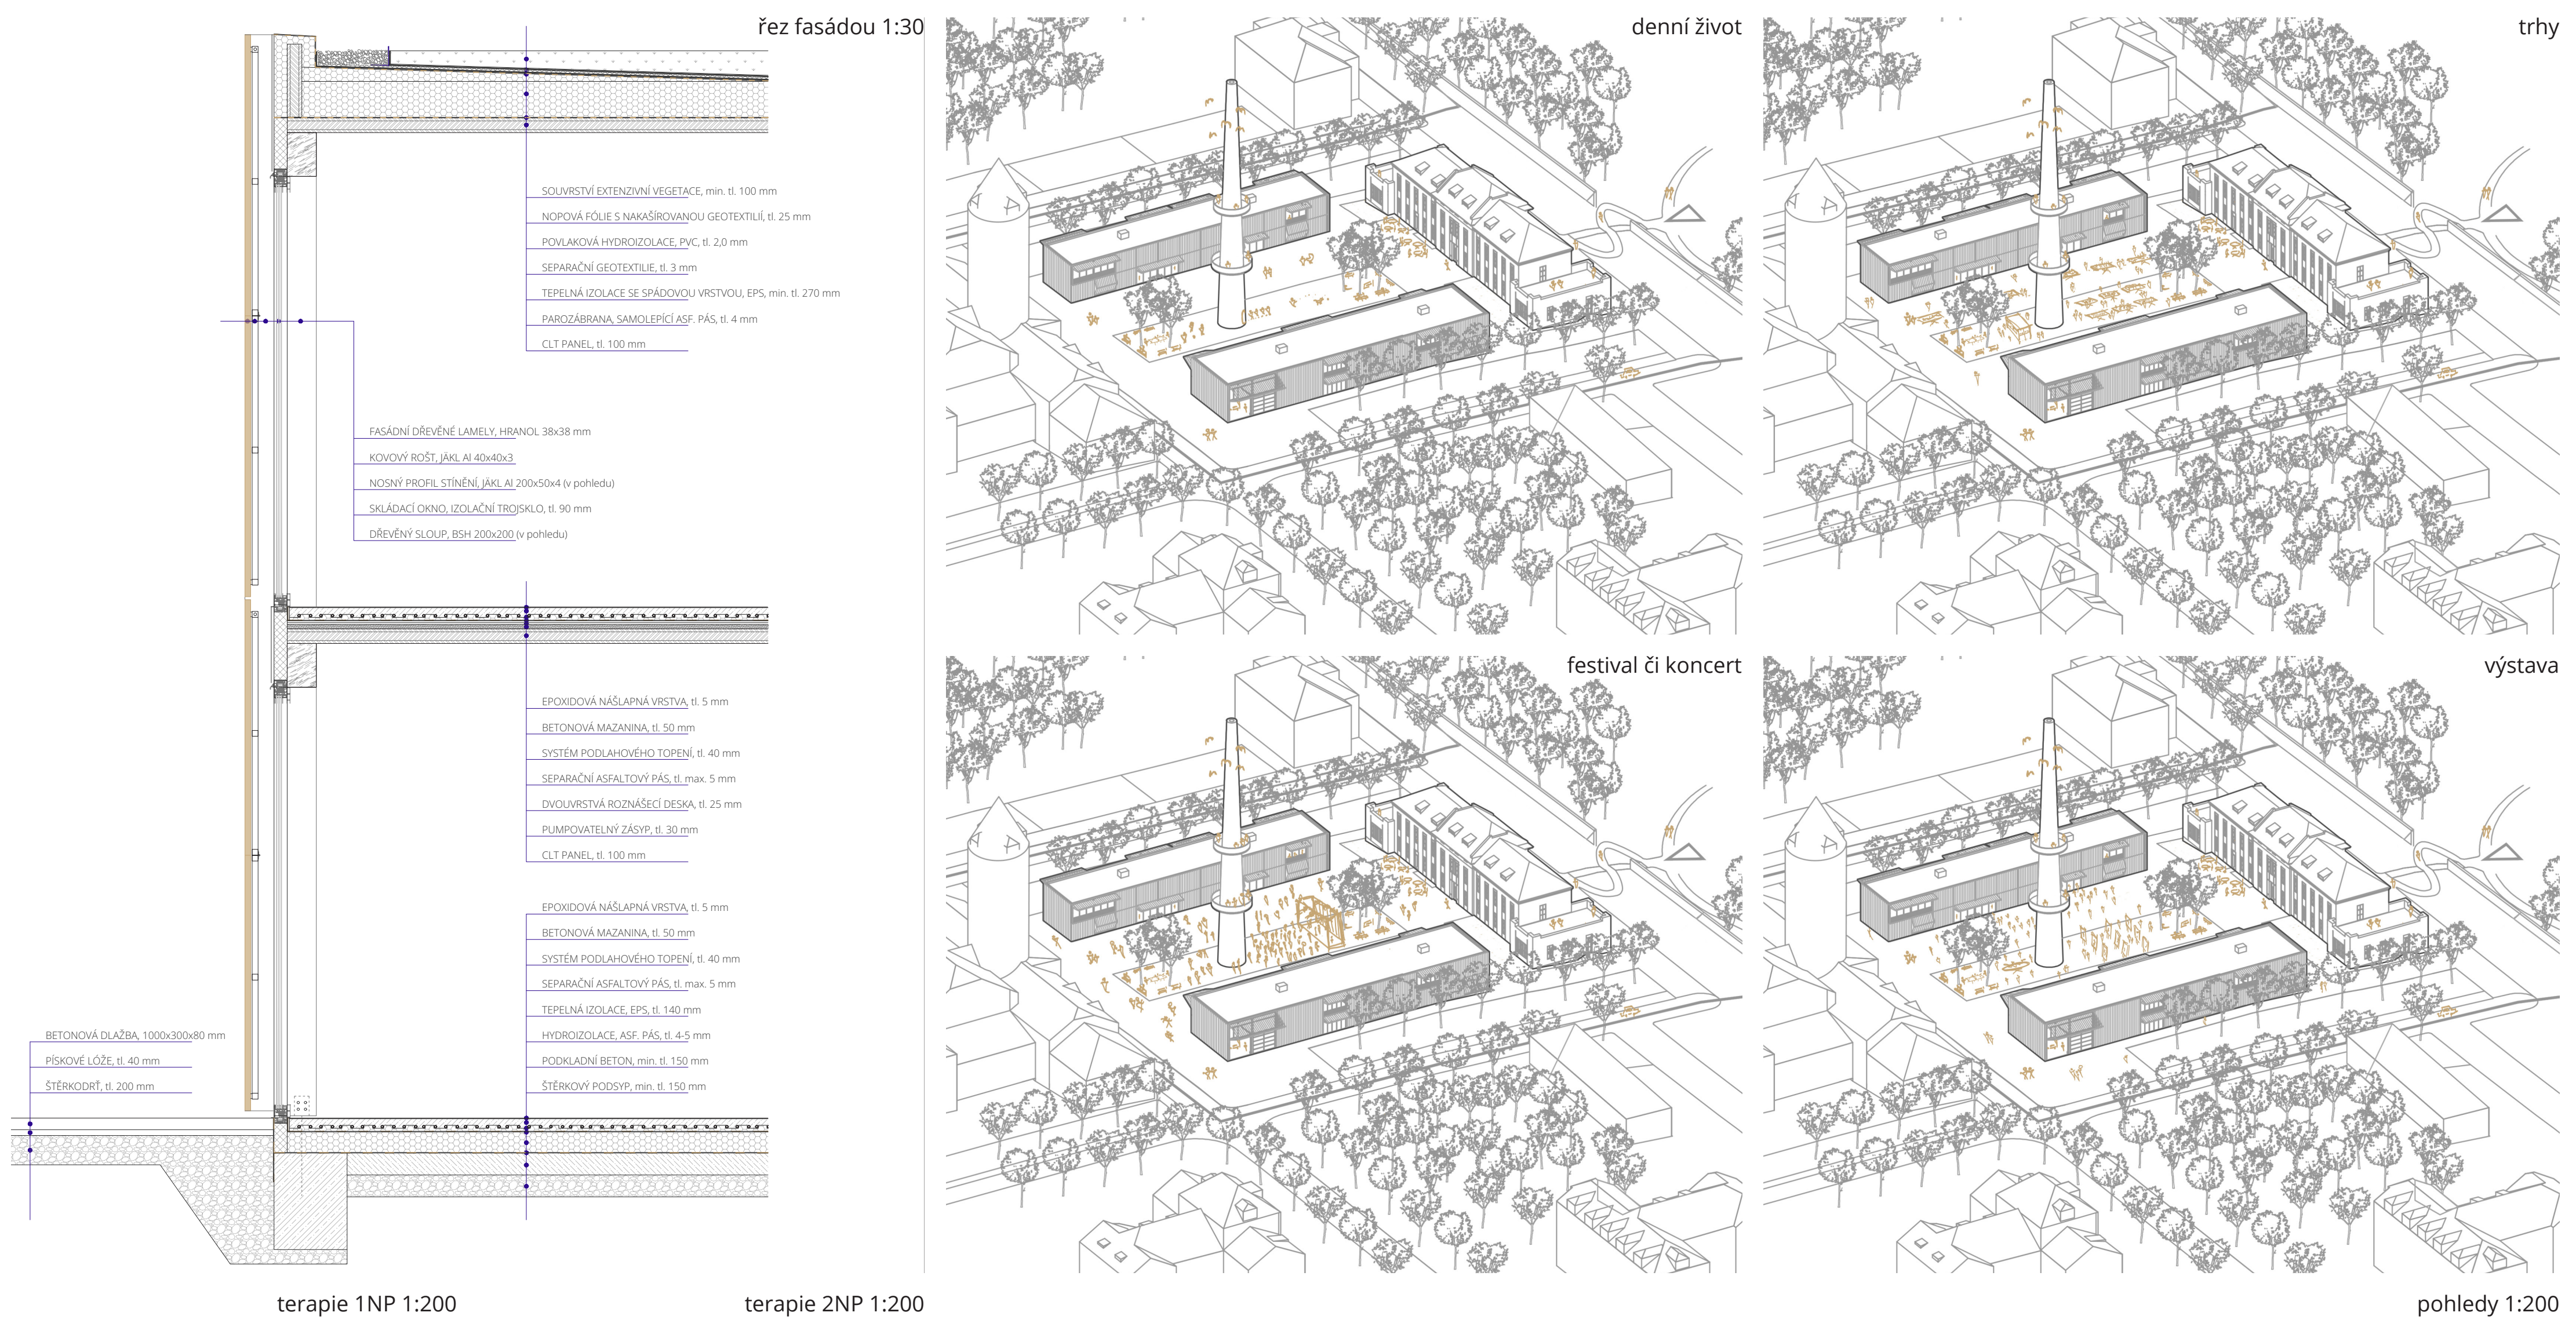 řez fasádou 1:30
SOUVRSTVÍ EXTENZIVNÍ VEGETACE, min. tl. 100 mm
NOPOVÁ FÓLIE S NAKAŠÍROVANOU GEOTEXTILIÍ, tl. 25 mm
POVLAKOVÁ HYDROIZOLACE, PVC, tl. 2,0 mm
SEPARAČNÍ GEOTEXTILIE, tl. 3 mm
TEPELNÁ IZOLACE SE SPÁDOVOU VRSTVOU, EPS, min. tl. 270 mm
PAROZÁBRANA, SAMOLEPÍCÍ ASF. PÁS, tl. 4 mm
CLT PANEL, tl. 100 mm
FASÁDNÍ DŘEVĚNÉ LAMELY, HRANOL 38x38 mm
KOVOVÝ ROŠT, JÄKL Al 40x40x3
NOSNÝ PROFIL STÍNĚNÍ, JÄKL Al 200x50x4 (v pohledu)
SKLÁDACÍ OKNO, IZOLAČNÍ TROJSKLO, tl. 90 mm
DŘEVĚNÝ SLOUP, BSH 200x200 (v pohledu)
EPOXIDOVÁ NÁŠLAPNÁ VRSTVA, tl. 5 mm
BETONOVÁ MAZANINA, tl. 50 mm
SYSTÉM PODLAHOVÉHO TOPENÍ, tl. 40 mm
SEPARAČNÍ ASFALTOVÝ PÁS, tl. max. 5 mm
DVOUVRSTVÁ ROZNÁŠECÍ DESKA, tl. 25 mm
PUMPOVATELNÝ ZÁSYP, tl. 30 mm
CLT PANEL, tl. 100 mm
EPOXIDOVÁ NÁŠLAPNÁ VRSTVA, tl. 5 mm
BETONOVÁ MAZANINA, tl. 50 mm
SYSTÉM PODLAHOVÉHO TOPENÍ, tl. 40 mm
SEPARAČNÍ ASFALTOVÝ PÁS, tl. max. 5 mm
TEPELNÁ IZOLACE, EPS, tl. 140 mm
HYDROIZOLACE, ASF. PÁS, tl. 4-5 mm
PODKLADNÍ BETON, min. tl. 150 mm
ŠTĚRKOVÝ PODSYP, min. tl. 150 mm
BETONOVÁ DLAŽBA, 1000x300x80 mm
PÍSKOVÉ LÓŽE, tl. 40 mm
ŠTĚRKODRŤ, tl. 200 mm
denní život
trhy
festival či koncert
výstava
terapie 1NP 1:200
terapie 2NP 1:200
pohledy 1:200